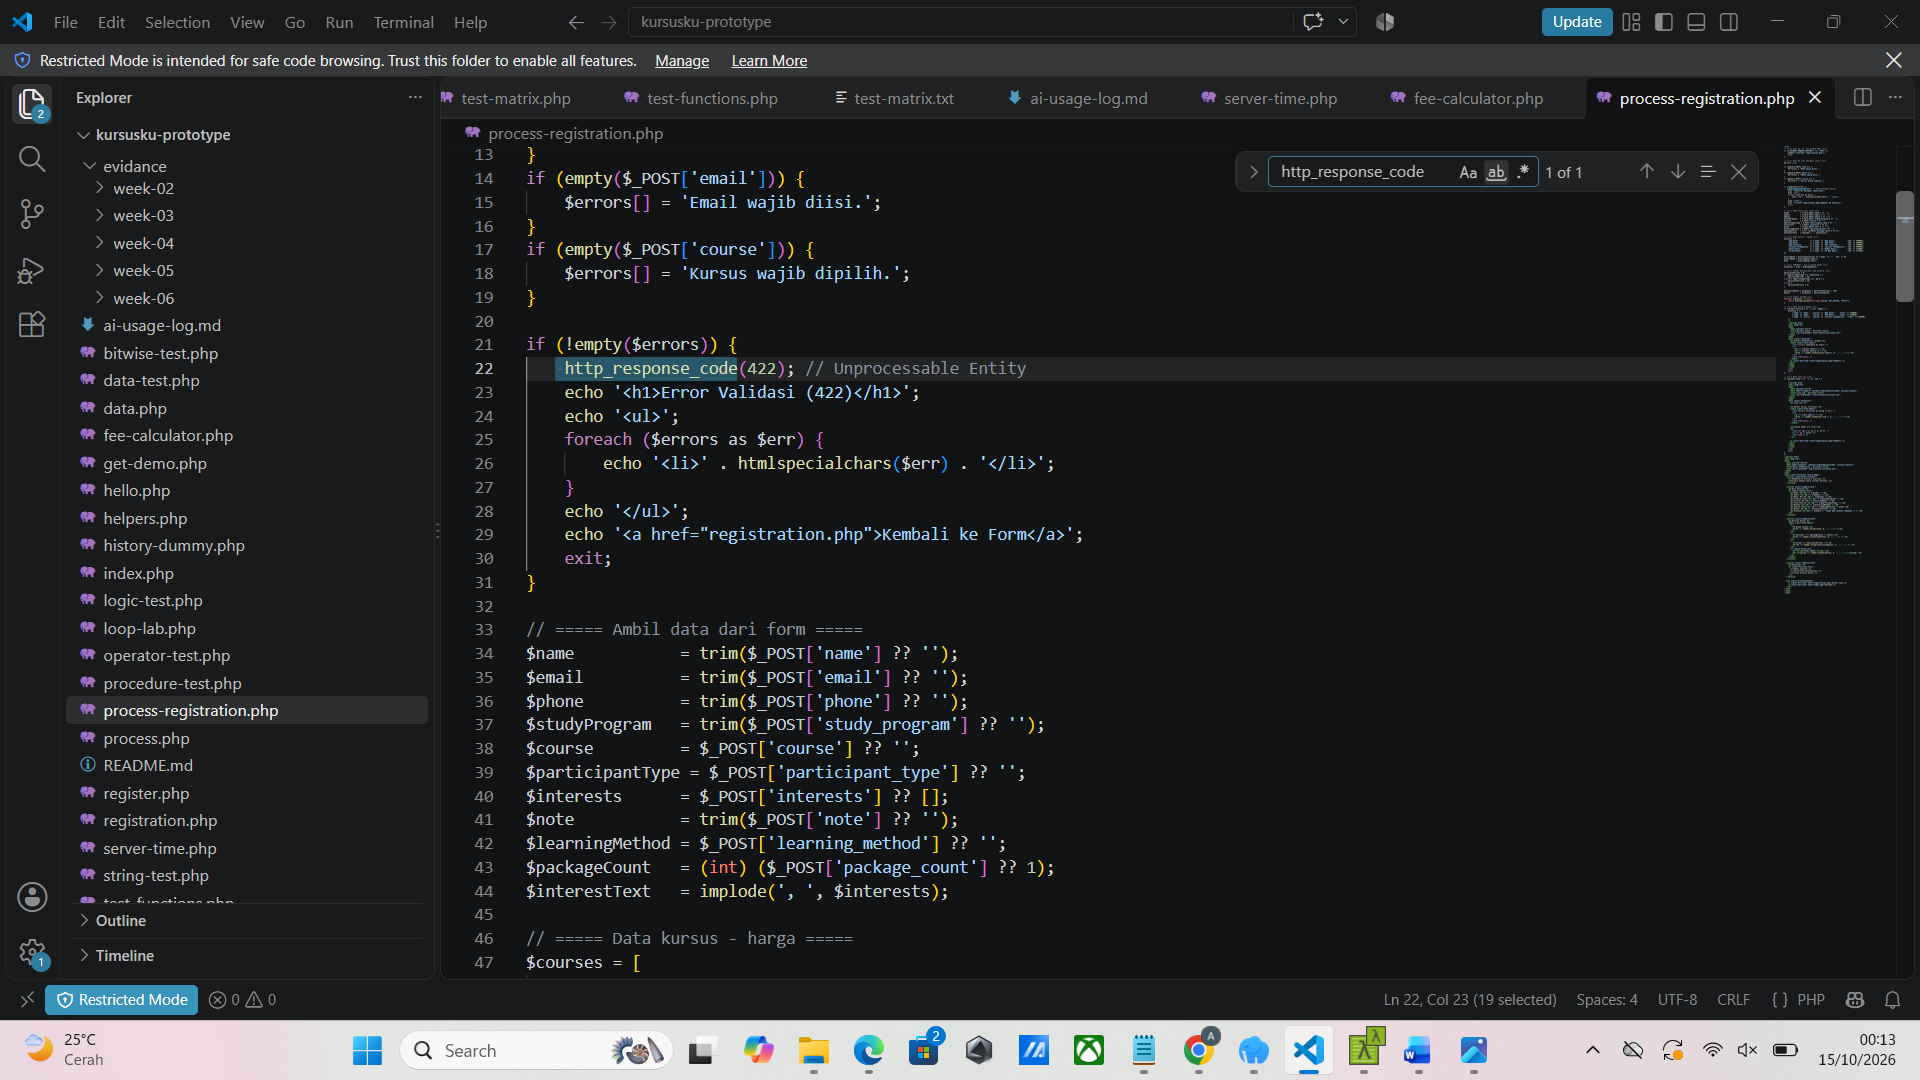 File Edit Selection View Go Run Terminal Help
kursusku-prototype
Update
Restricted Mode is intended for safe code browsing. Trust this folder to enable all features. Manage Learn More
2
Explorer
kursusku-prototype
evidance
week-02
week-03
week-04
week-05
week-06
ai-usage-log.md
bitwise-test.php
data-test.php
data.php
fee-calculator.php
get-demo.php
hello.php
helpers.php
history-dummy.php
index.php
logic-test.php
loop-lab.php
operator-test.php
procedure-test.php
process-registration.php
process.php
README.md
register.php
registration.php
server-time.php
string-test.php
test-functions.php
Outline
Timeline
1
test-matrix.php test-functions.php test-matrix.txt ai-usage-log.md server-time.php fee-calculator.php process-registration.php
process-registration.php
http_response_code Aa ab .* 1 of 1
13 }
14 if (empty($_POST['email'])) {
15     $errors[] = 'Email wajib diisi.';
16 }
17 if (empty($_POST['course'])) {
18     $errors[] = 'Kursus wajib dipilih.';
19 }
20
21 if (!empty($errors)) {
22     http_response_code(422); // Unprocessable Entity
23     echo '<h1>Error Validasi (422)</h1>';
24     echo '<ul>';
25     foreach ($errors as $err) {
26         echo '<li>' . htmlspecialchars($err) . '</li>';
27     }
28     echo '</ul>';
29     echo '<a href="registration.php">Kembali ke Form</a>';
30     exit;
31 }
32
33 // ===== Ambil data dari form =====
34 $name           = trim($_POST['name'] ?? '');
35 $email          = trim($_POST['email'] ?? '');
36 $phone          = trim($_POST['phone'] ?? '');
37 $studyProgram   = trim($_POST['study_program'] ?? '');
38 $course         = $_POST['course'] ?? '';
39 $participantType = $_POST['participant_type'] ?? '';
40 $interests      = $_POST['interests'] ?? [];
41 $note           = trim($_POST['note'] ?? '');
42 $learningMethod = $_POST['learning_method'] ?? '';
43 $packageCount   = (int) ($_POST['package_count'] ?? 1);
44 $interestText   = implode(', ', $interests);
45
46 // ===== Data kursus - harga =====
47 $courses = [
Restricted Mode 0 0 Ln 22, Col 23 (19 selected) Spaces: 4 UTF-8 CRLF { } PHP
25°C
Cerah
Search
2
A
00:13
15/10/2026